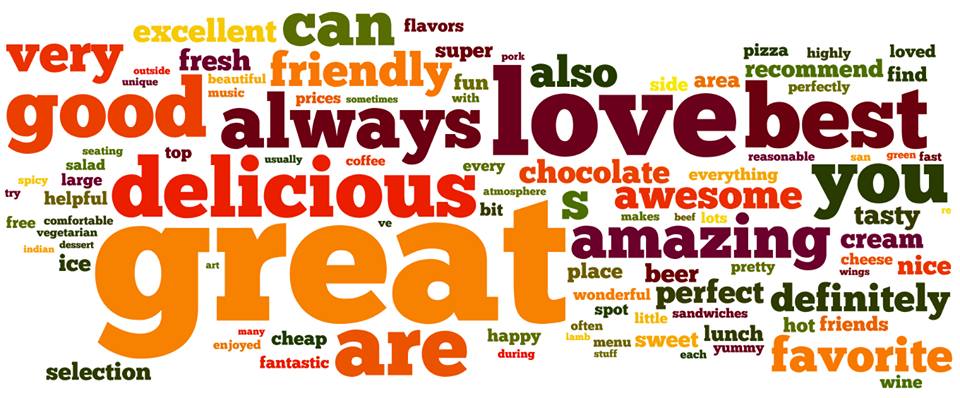 very
excellent
can
flavors
super
pork
pizza
highly
loved
outside
unique
fresh
beautiful
music
friendly
fun
with
also
side
area
recommend
perfectly
find
prices
sometimes
good
always
love
best
seating
salad
top
usually
coffee
every
chocolate
everything
reasonable
san
green
fast
spicy
large
try
helpful
delicious
atmosphere
bit
s
awesome
you
re
free
comfortable
vegetarian
ve
makes
beef
lots
tasty
indian
dessert
ice
art
great
amazing
cream
cheese
wings
nice
place
beer
pretty
wonderful
spot
perfect
definitely
little
sandwiches
many
enjoyed
cheap
are
happy
during
often
lamb
menu
stuff
sweet
each
lunch
yummy
hot
friends
fantastic
favorite
selection
wine